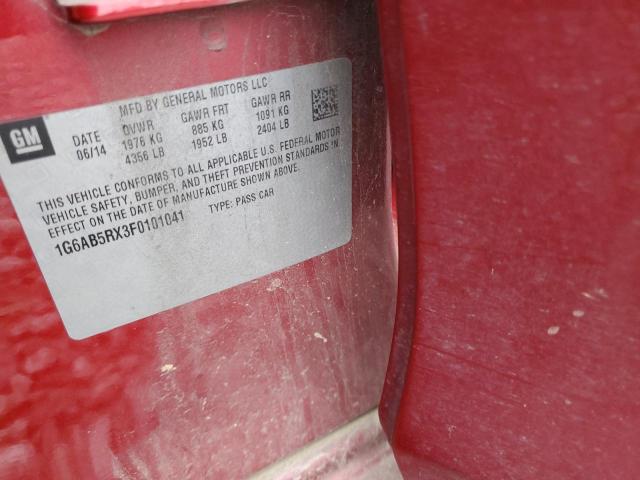 GM
MFD BY GENERAL MOTORS LLC
DATE GVWR GAWR FRT GAWR RR
06/14 1976 KG 885 KG 1091 KG
4356 LB 1952 LB 2404 LB
THIS VEHICLE CONFORMS TO ALL APPLICABLE U.S. FEDERAL MOTOR
VEHICLE SAFETY, BUMPER, AND THEFT PREVENTION STANDARDS IN
EFFECT ON THE DATE OF MANUFACTURE SHOWN ABOVE.
1G6AB5RX3F0101041 TYPE: PASS CAR